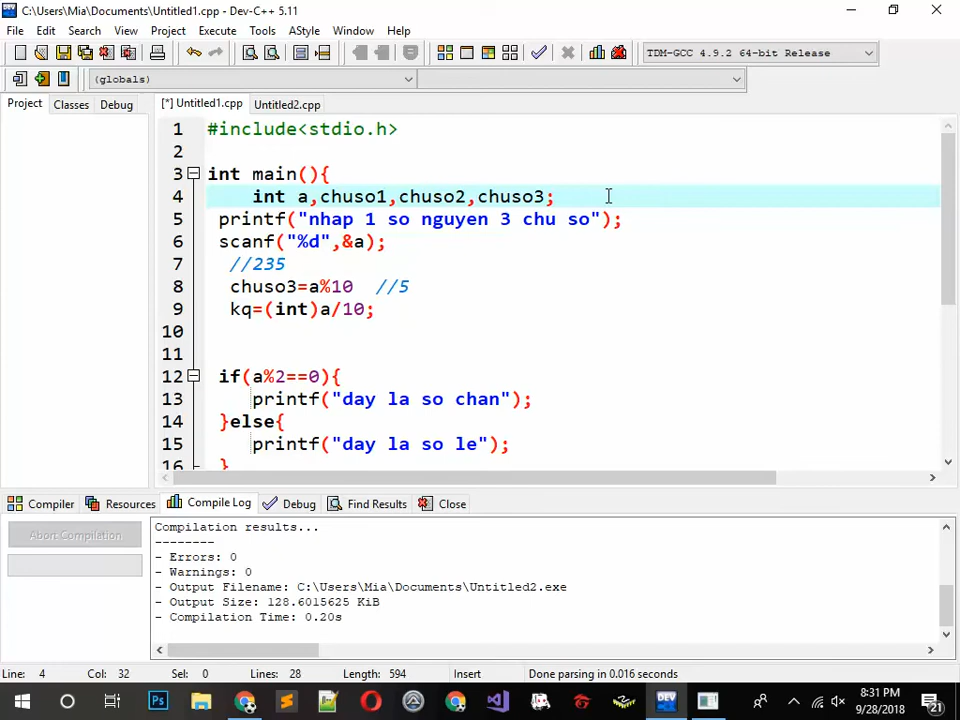 C:\Users\Mia\Documents\Untitled1.cpp - Dev-C++ 5.11
File Edit Search View Project Execute Tools AStyle Window Help
TDM-GCC 4.9.2 64-bit Release
(globals)
Project Classes Debug [*] Untitled1.cpp Untitled2.cpp
1 #include<stdio.h>
2
3 int main(){
4 int a,chuso1,chuso2,chuso3;
5 printf("nhap 1 so nguyen 3 chu so");
6 scanf("%d",&a);
7 //235
8 chuso3=a%10 //5
9 kq=(int)a/10;
10
11
12 if(a%2==0){
13 printf("day la so chan");
14 }else{
15 printf("day la so le");
16 }
Compiler Resources Compile Log Debug Find Results Close
Abort Compilation
Compilation results...
--------
- Errors: 0
- Warnings: 0
- Output Filename: C:\Users\Mia\Documents\Untitled2.exe
- Output Size: 128.6015625 KiB
- Compilation Time: 0.20s
Line: 4 Col: 32 Sel: 0 Lines: 28 Length: 594 Insert Done parsing in 0.016 seconds
Ps DEV 8:31 PM
9/28/2018 21